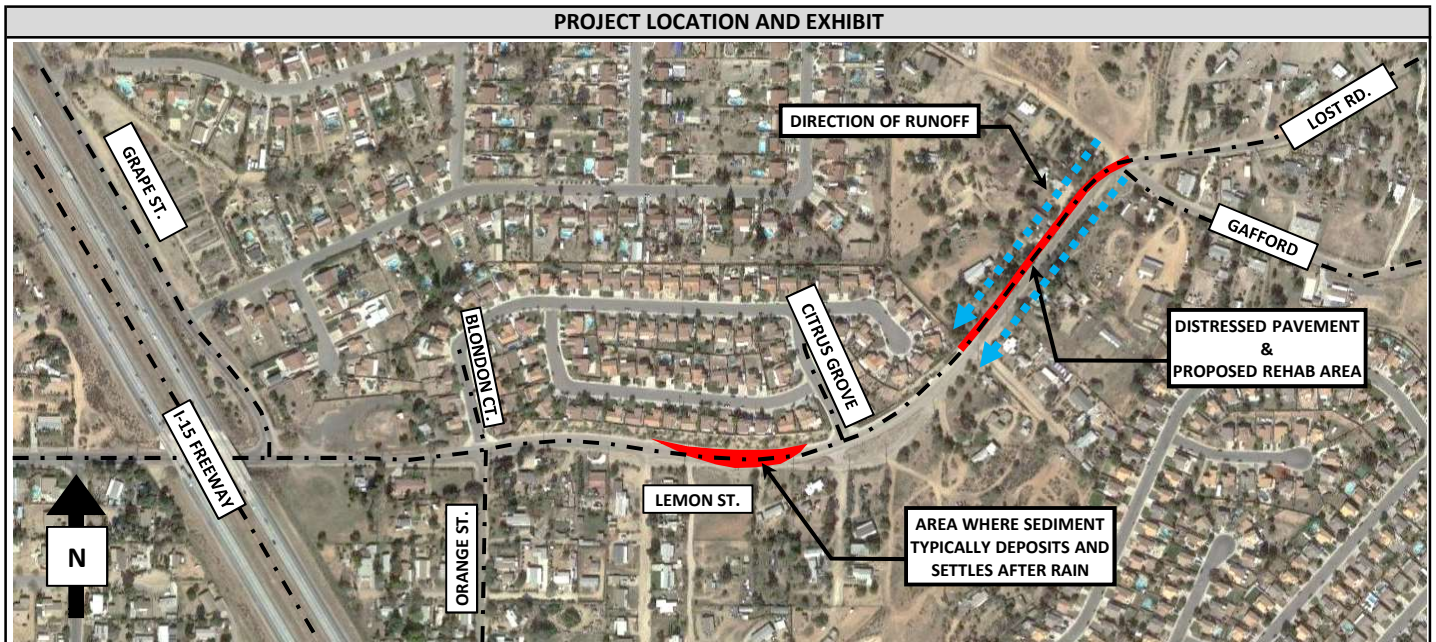 PROJECT LOCATION AND EXHIBIT
DIRECTION OF RUNOFF
LOST RD.
GRAPE ST.
GAFFORD
CITRUS GROVE
DISTRESSED PAVEMENT
&
PROPOSED REHAB AREA
BLONDON CT.
I-15 FREEWAY
LEMON ST.
ORANGE ST.
AREA WHERE SEDIMENT
TYPICALLY DEPOSITS AND
SETTLES AFTER RAIN
N